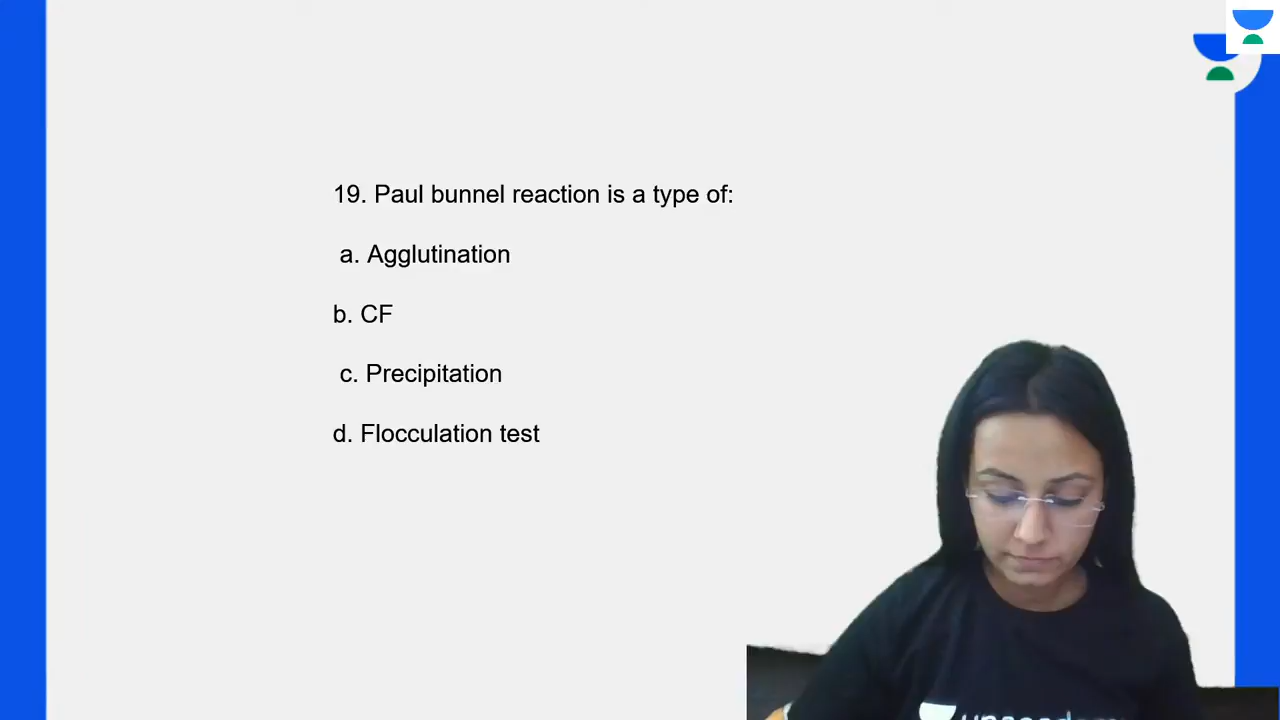 19. Paul bunnel reaction is a type of:
a. Agglutination
b. CF
c. Precipitation
d. Flocculation test